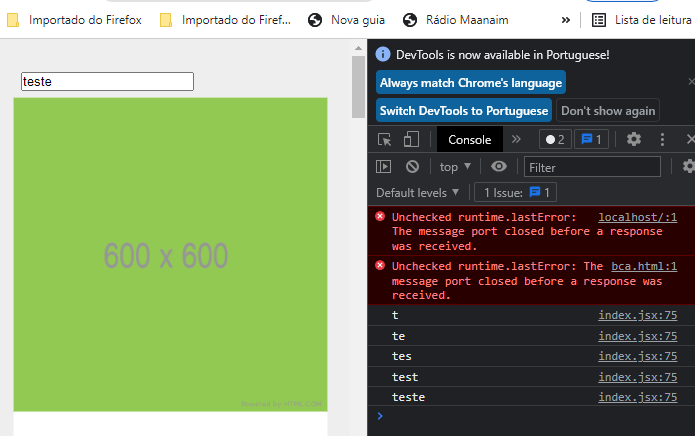 Importado do Firefox
Importado do Firef...
Nova guia
Rádio Maanaim
»
Lista de leitura
teste
600 x 600
Powered by HTML.COM
DevTools is now available in Portuguese!
Always match Chrome's language
Switch DevTools to Portuguese
Don't show again
Console
»
2
1
top
Filter
Default levels
1 Issue:
1
Unchecked runtime.lastError: localhost/:1
The message port closed before a response
was received.
Unchecked runtime.lastError: The bca.html:1
message port closed before a response was
received.
t index.jsx:75
te index.jsx:75
tes index.jsx:75
test index.jsx:75
teste index.jsx:75